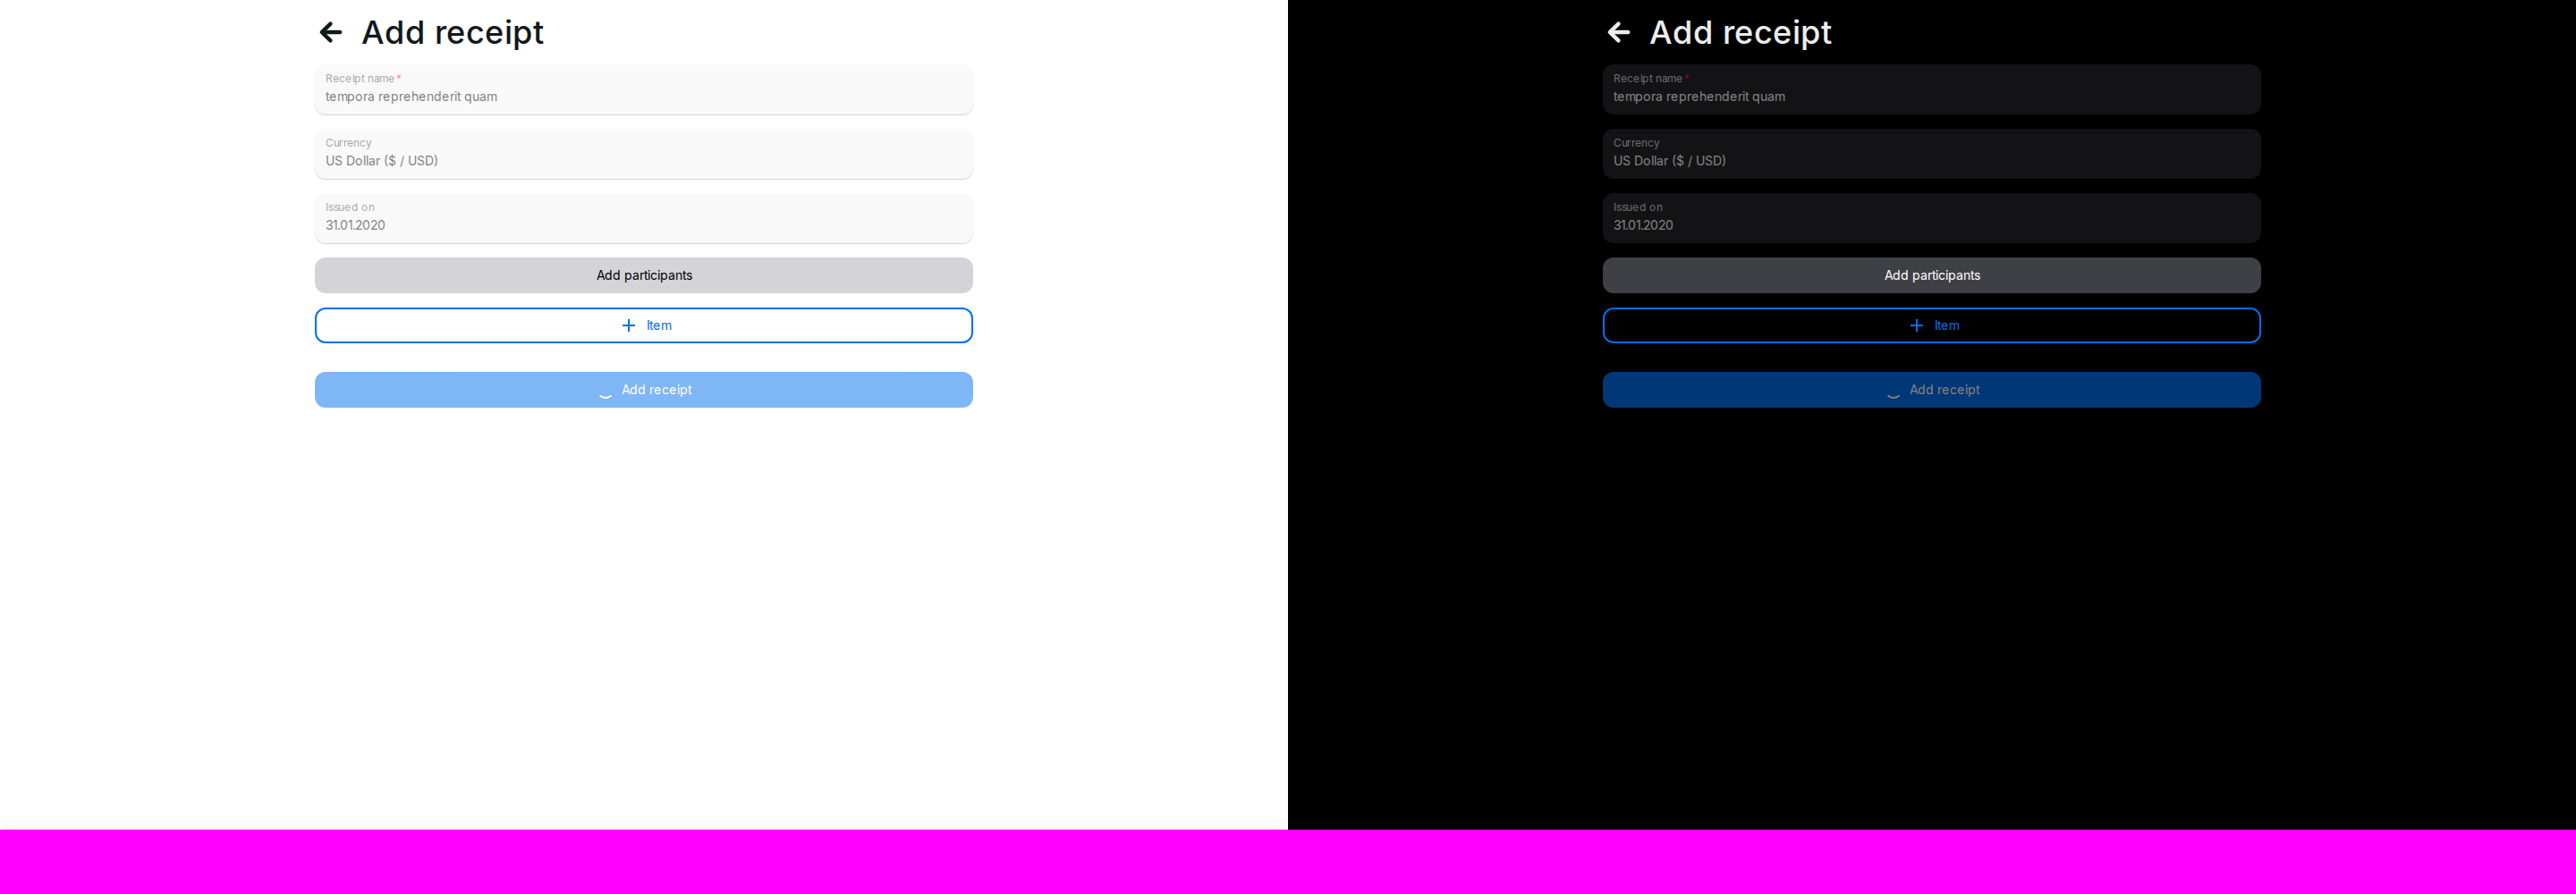 Add receipt
Receipt name*
tempora reprehenderit quam
Currency
US Dollar ($ / USD)
Issued on
31.01.2020
Add participants
+ Item
Add receipt
Add receipt
Receipt name*
tempora reprehenderit quam
Currency
US Dollar ($ / USD)
Issued on
31.01.2020
Add participants
+ Item
Add receipt